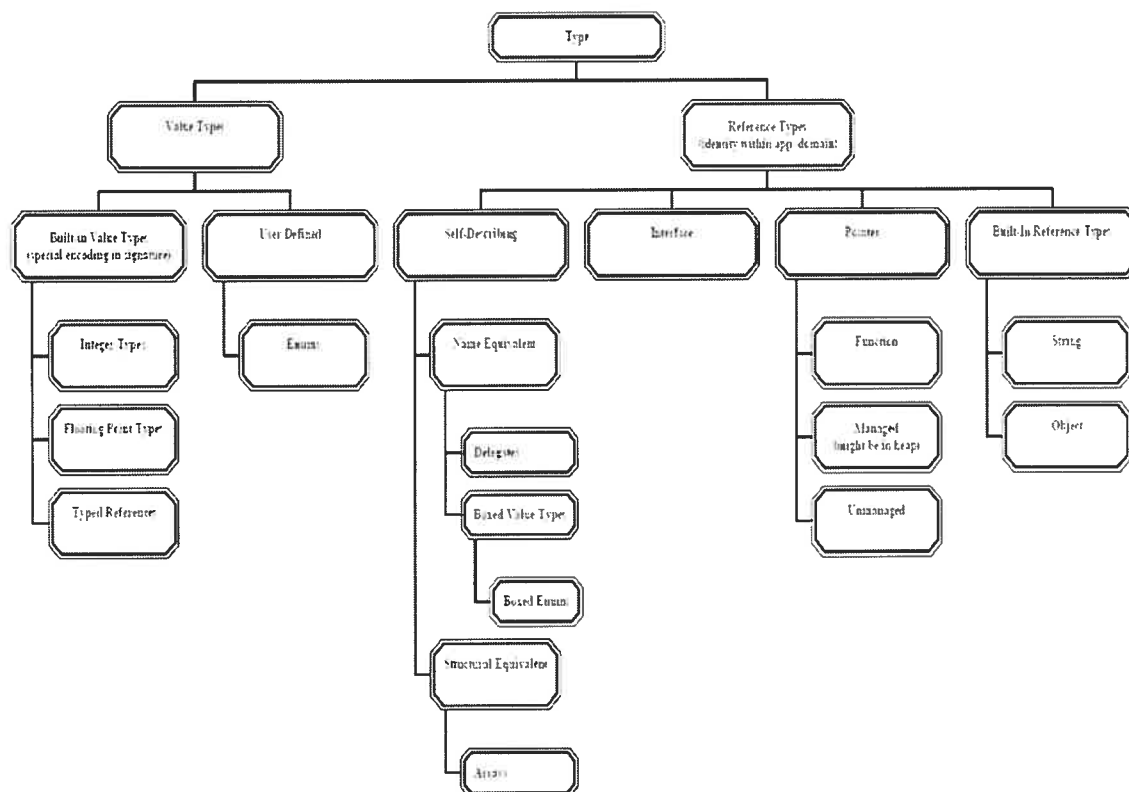 Type
Value Types
Reference Types
(identity within app. domain)
Built-in Value Types
(special encoding in signature)
User Defined
Self-Describing
Interface
Pointer
Built-In Reference Types
Integer Types
Enums
Name Equivalent
Function
String
Floating Point Types
Delegates
Managed
(might be in heap)
Object
Typed References
Boxed Value Types
Unmanaged
Boxed Enums
Structural Equivalent
Arrays